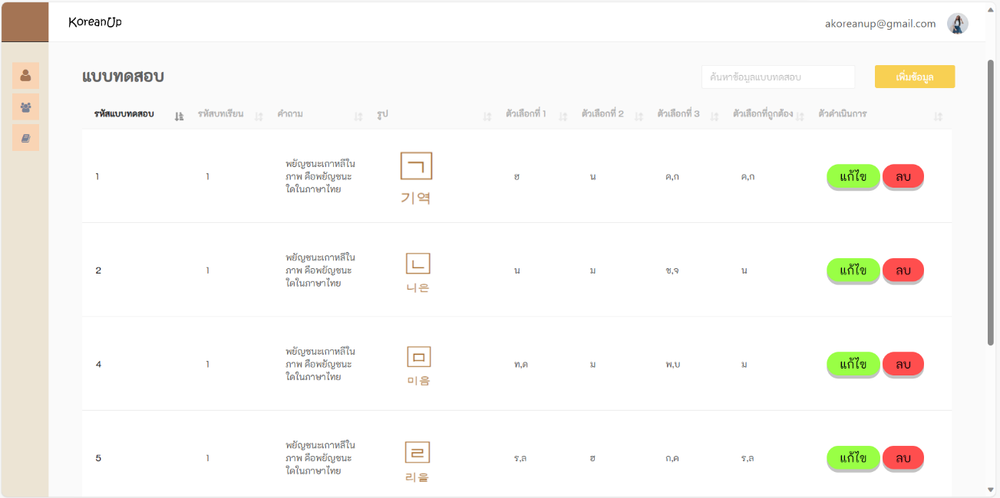 KoreanUp
akoreanup@gmail.com
แบบทดสอบ
ค้นหาข้อมูลแบบทดสอบ
เพิ่มข้อมูล
รหัสแบบทดสอบ รหัสบทเรียน คำถาม รูป ตัวเลือกที่ 1 ตัวเลือกที่ 2 ตัวเลือกที่ 3 ตัวเลือกที่ถูกต้อง ตัวดำเนินการ
1 1
พยัญชนะเกาหลีใน
ภาพ คือพยัญชนะ
ใดในภาษาไทย
ㄱ
기역
ฮ น ค,ก ค,ก แก้ไข ลบ
2 1
พยัญชนะเกาหลีใน
ภาพ คือพยัญชนะ
ใดในภาษาไทย
ㄴ
니은
น ม ช,จ น แก้ไข ลบ
4 1
พยัญชนะเกาหลีใน
ภาพ คือพยัญชนะ
ใดในภาษาไทย
ㅁ
미음
ท,ด ม พ,บ ม แก้ไข ลบ
5 1
พยัญชนะเกาหลีใน
ภาพ คือพยัญชนะ
ใดในภาษาไทย
ㄹ
리을
ร,ล ฮ ก,ค ร,ล แก้ไข ลบ